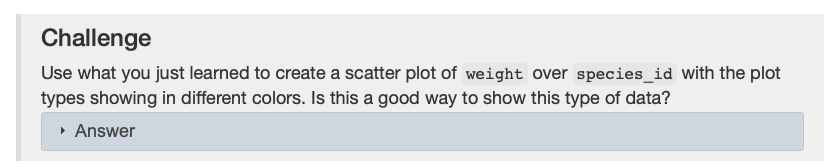 Challenge
Use what you just learned to create a scatter plot of weight over species_id with the plot
types showing in different colors. Is this a good way to show this type of data?
Answer